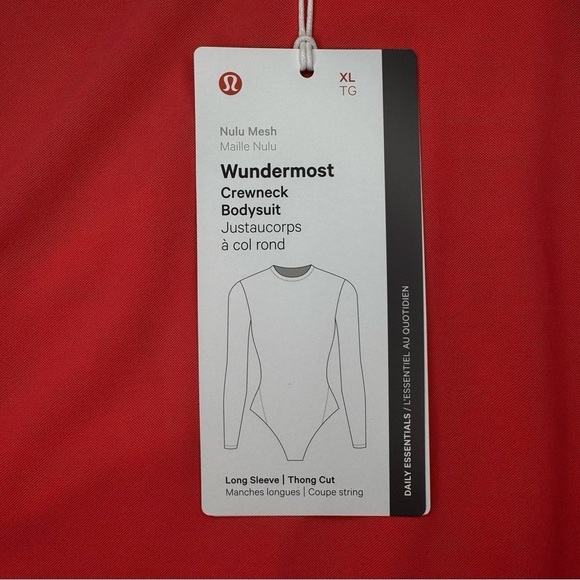 XL
TG
Nulu Mesh
Maille Nulu
Wundermost
Crewneck
Bodysuit
Justaucorps
à col rond
Long Sleeve | Thong Cut
Manches longues | Coupe string
DAILY ESSENTIALS / L'ESSENTIEL AU QUOTIDIEN